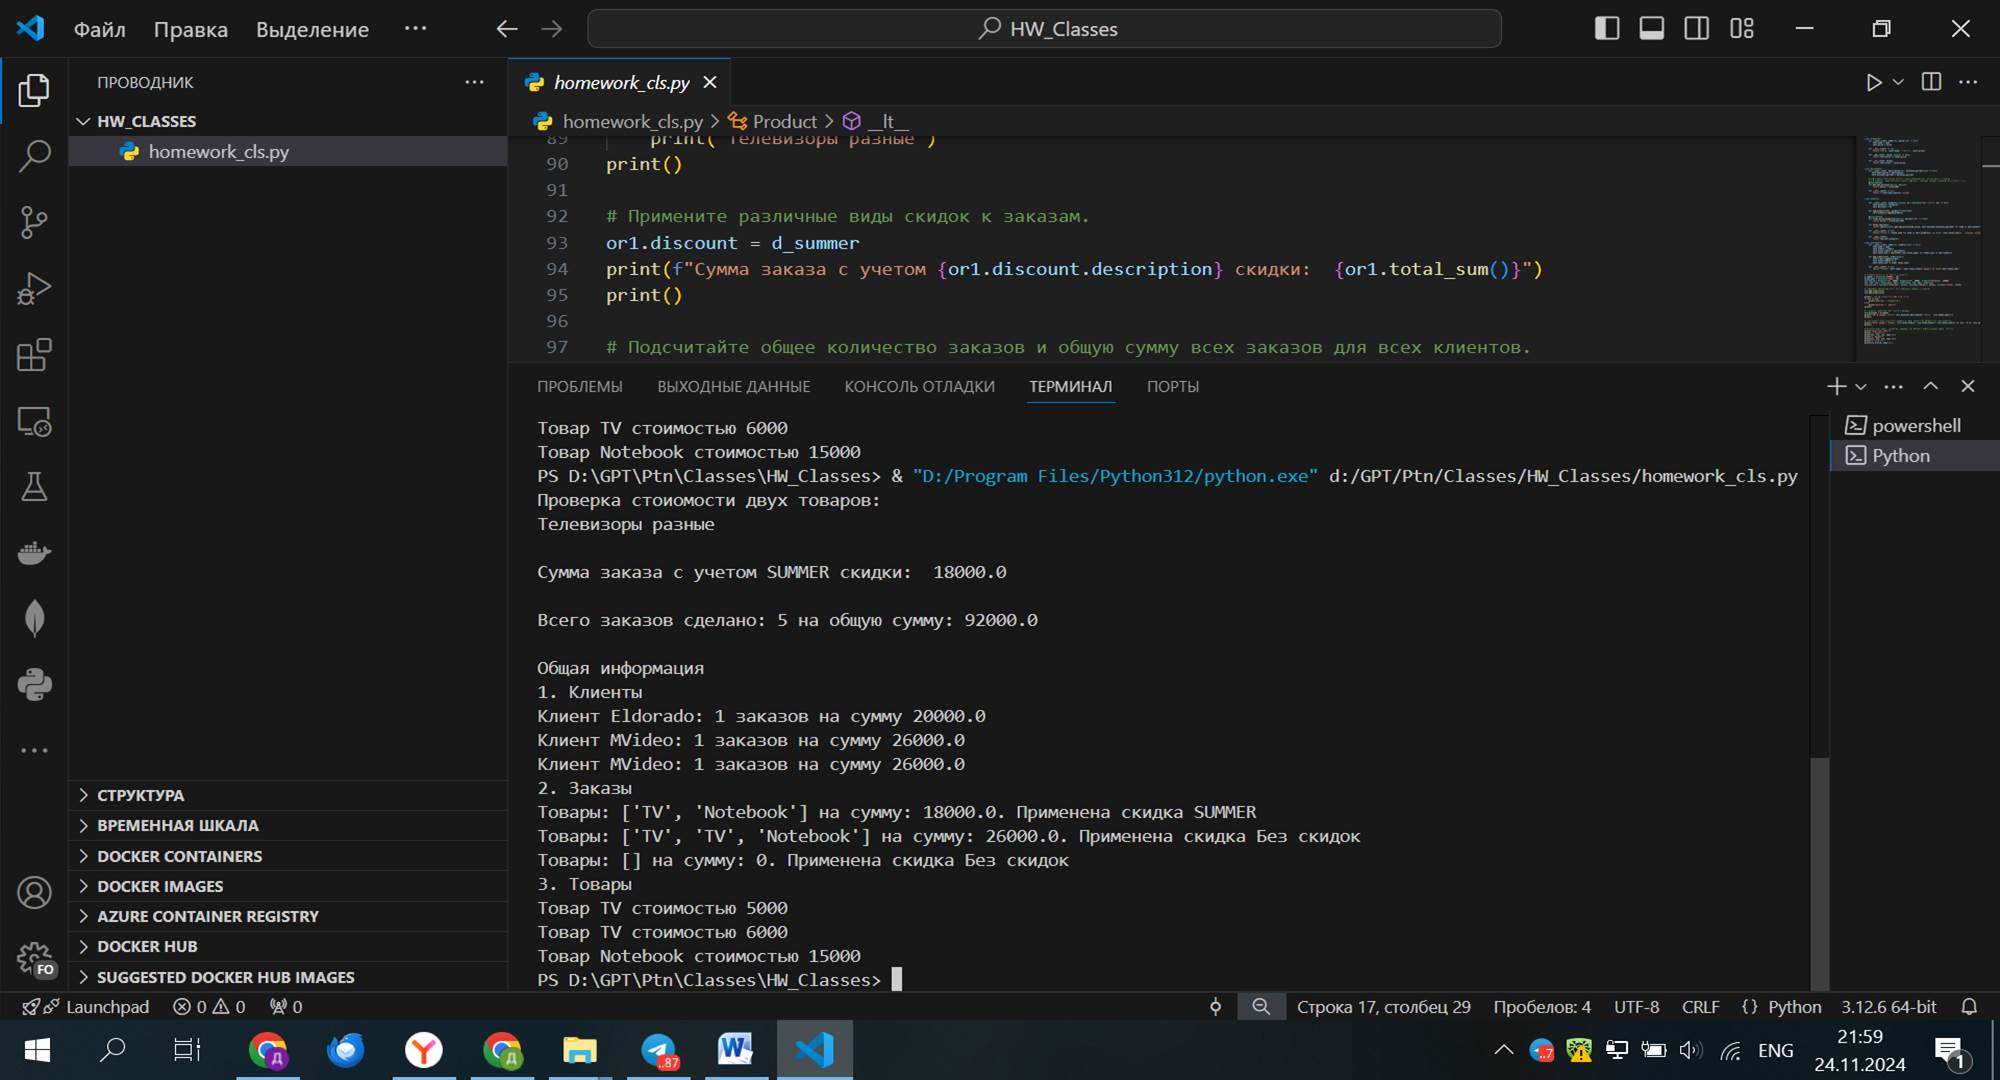 Файл Правка Выделение ··· HW_Classes
ПРОВОДНИК
HW_CLASSES
homework_cls.py
СТРУКТУРА
ВРЕМЕННАЯ ШКАЛА
DOCKER CONTAINERS
DOCKER IMAGES
AZURE CONTAINER REGISTRY
DOCKER HUB
SUGGESTED DOCKER HUB IMAGES
FO
homework_cls.py
homework_cls.py > Product > __lt__
89 print("Телевизоры разные")
90 print()
91
92 # Примените различные виды скидок к заказам.
93 or1.discount = d_summer
94 print(f"Сумма заказа с учетом {or1.discount.description} скидки:  {or1.total_sum()}")
95 print()
96
97 # Подсчитайте общее количество заказов и общую сумму всех заказов для всех клиентов.
ПРОБЛЕМЫ ВЫХОДНЫЕ ДАННЫЕ КОНСОЛЬ ОТЛАДКИ ТЕРМИНАЛ ПОРТЫ
powershell
Python
Товар TV стоимостью 6000
Товар Notebook стоимостью 15000
PS D:\GPT\Ptn\Classes\HW_Classes> & "D:/Program Files/Python312/python.exe" d:/GPT/Ptn/Classes/HW_Classes/homework_cls.py
Проверка стоиомости двух товаров:
Телевизоры разные
Сумма заказа с учетом SUMMER скидки:  18000.0
Всего заказов сделано: 5 на общую сумму: 92000.0
Общая информация
1. Клиенты
Клиент Eldorado: 1 заказов на сумму 20000.0
Клиент MVideo: 1 заказов на сумму 26000.0
Клиент MVideo: 1 заказов на сумму 26000.0
2. Заказы
Товары: ['TV', 'Notebook'] на сумму: 18000.0. Применена скидка SUMMER
Товары: ['TV', 'TV', 'Notebook'] на сумму: 26000.0. Применена скидка Без скидок
Товары: [] на сумму: 0. Применена скидка Без скидок
3. Товары
Товар TV стоимостью 5000
Товар TV стоимостью 6000
Товар Notebook стоимостью 15000
PS D:\GPT\Ptn\Classes\HW_Classes>
Launchpad 0 0 0 Строка 17, столбец 29 Пробелов: 4 UTF-8 CRLF {} Python 3.12.6 64-bit
..87 ..7 ENG 21:59
24.11.2024 1